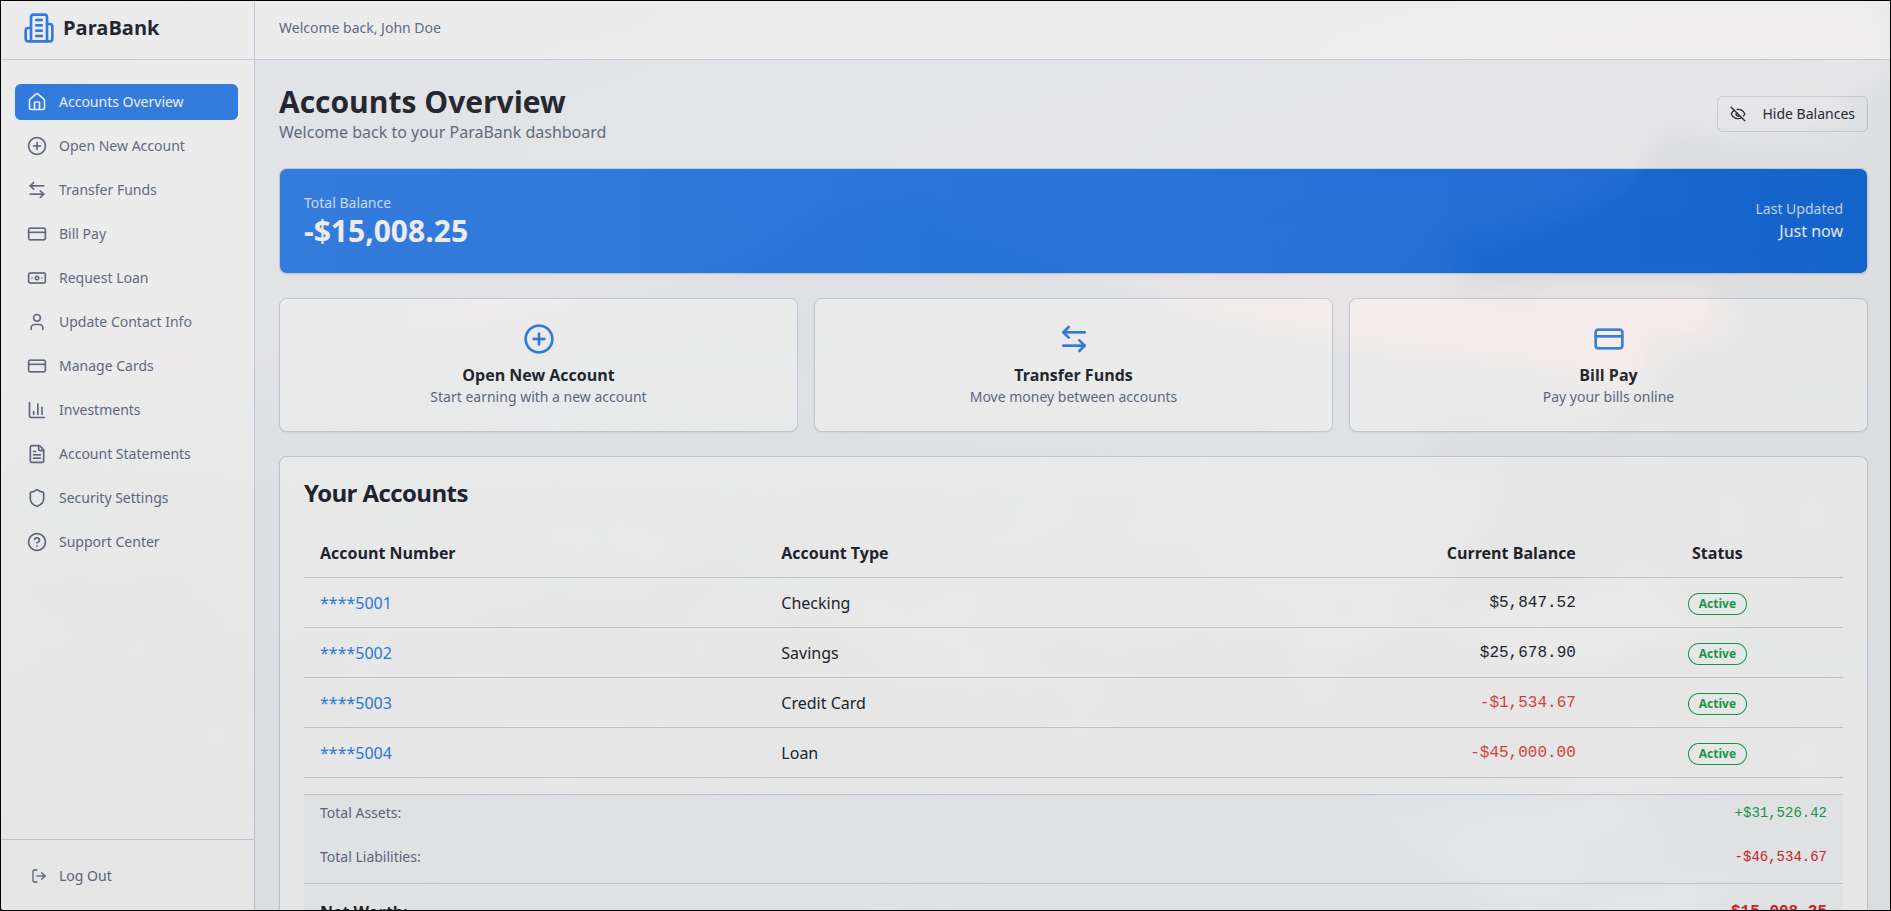 ParaBank
Welcome back, John Doe
Accounts Overview
Open New Account
Transfer Funds
Bill Pay
Request Loan
Update Contact Info
Manage Cards
Investments
Account Statements
Security Settings
Support Center
Log Out
Accounts Overview
Welcome back to your ParaBank dashboard
Hide Balances
Total Balance
-$15,008.25
Last Updated
Just now
Open New Account
Start earning with a new account
Transfer Funds
Move money between accounts
Bill Pay
Pay your bills online
Your Accounts
Account Number Account Type Current Balance Status
****5001 Checking $5,847.52 Active
****5002 Savings $25,678.90 Active
****5003 Credit Card -$1,534.67 Active
****5004 Loan -$45,000.00 Active
Total Assets: +$31,526.42
Total Liabilities: -$46,534.67
Net Worth: $15,008.25